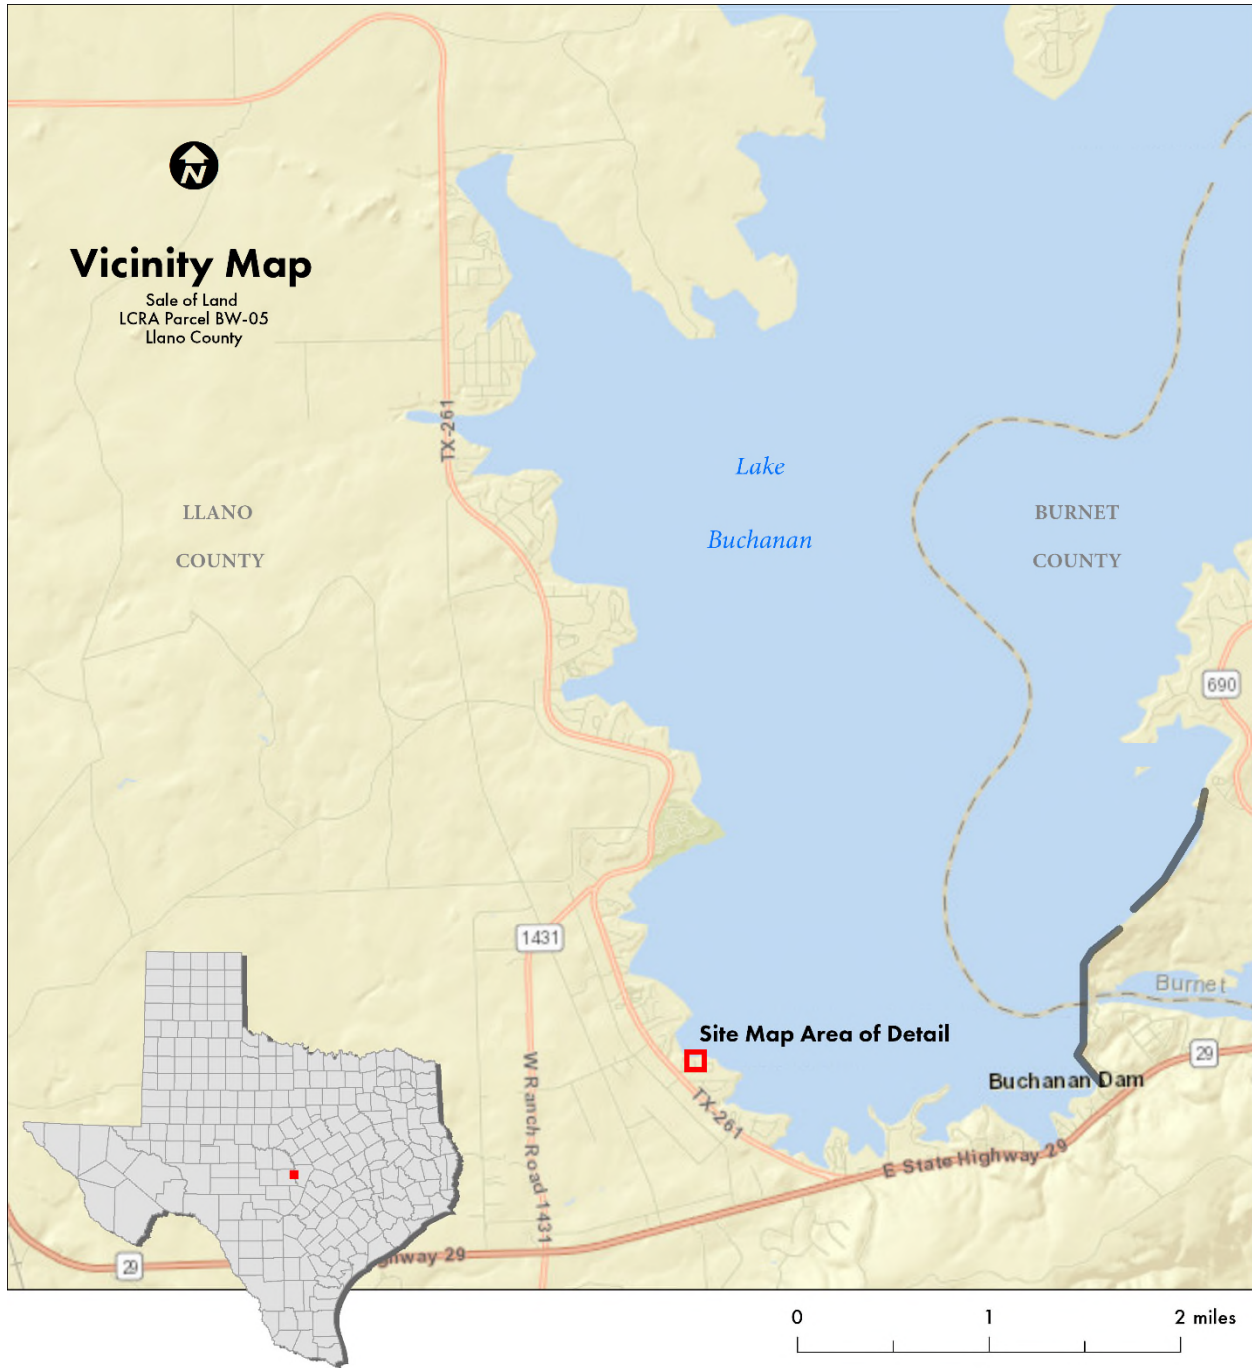 N
Vicinity Map
Sale of Land
LCRA Parcel BW-05
Llano County
TX-261
Lake
Buchanan
LLANO
COUNTY
BURNET
COUNTY
690
1431
Burnet
Site Map Area of Detail
29
Buchanan Dam
W Ranch Road 1431
TX-261
E State Highway 29
ghway 29
29
0 1 2 miles